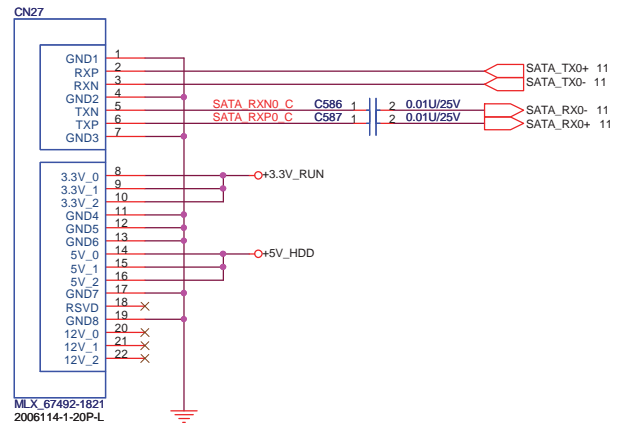 CN27
GND1 1
RXP 2 SATA_TX0+ 11
RXN 3 SATA_TX0- 11
GND2 4
TXN 5 SATA_RXN0_C C586 1 2 0.01U/25V SATA_RX0- 11
TXP 6 SATA_RXP0_C C587 1 2 0.01U/25V SATA_RX0+ 11
GND3 7
3.3V_0 8 +3.3V_RUN
3.3V_1 9
3.3V_2 10
GND4 11
GND5 12
GND6 13
5V_0 14 +5V_HDD
5V_1 15
5V_2 16
GND7 17
RSVD 18
GND8 19
12V_0 20
12V_1 21
12V_2 22
MLX_67492-1821
2006114-1-20P-L